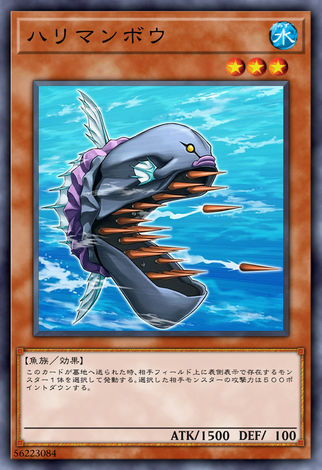 ハリマンボウ
水
【魚族／効果】
このカードが墓地へ送られた時、相手フィールド上に表側表示で存在するモン
スター１体を選択して発動する。選択した相手モンスターの攻撃力は５００ポイ
ントダウンする。
ATK/1500 DEF/ 100
56223084